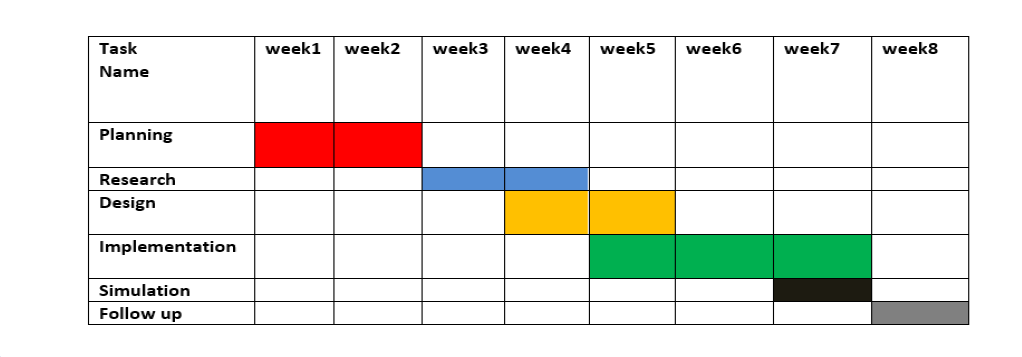 Task week1 week2 week3 week4 week5 week6 week7 week8
Name
Planning
Research
Design
Implementation
Simulation
Follow up